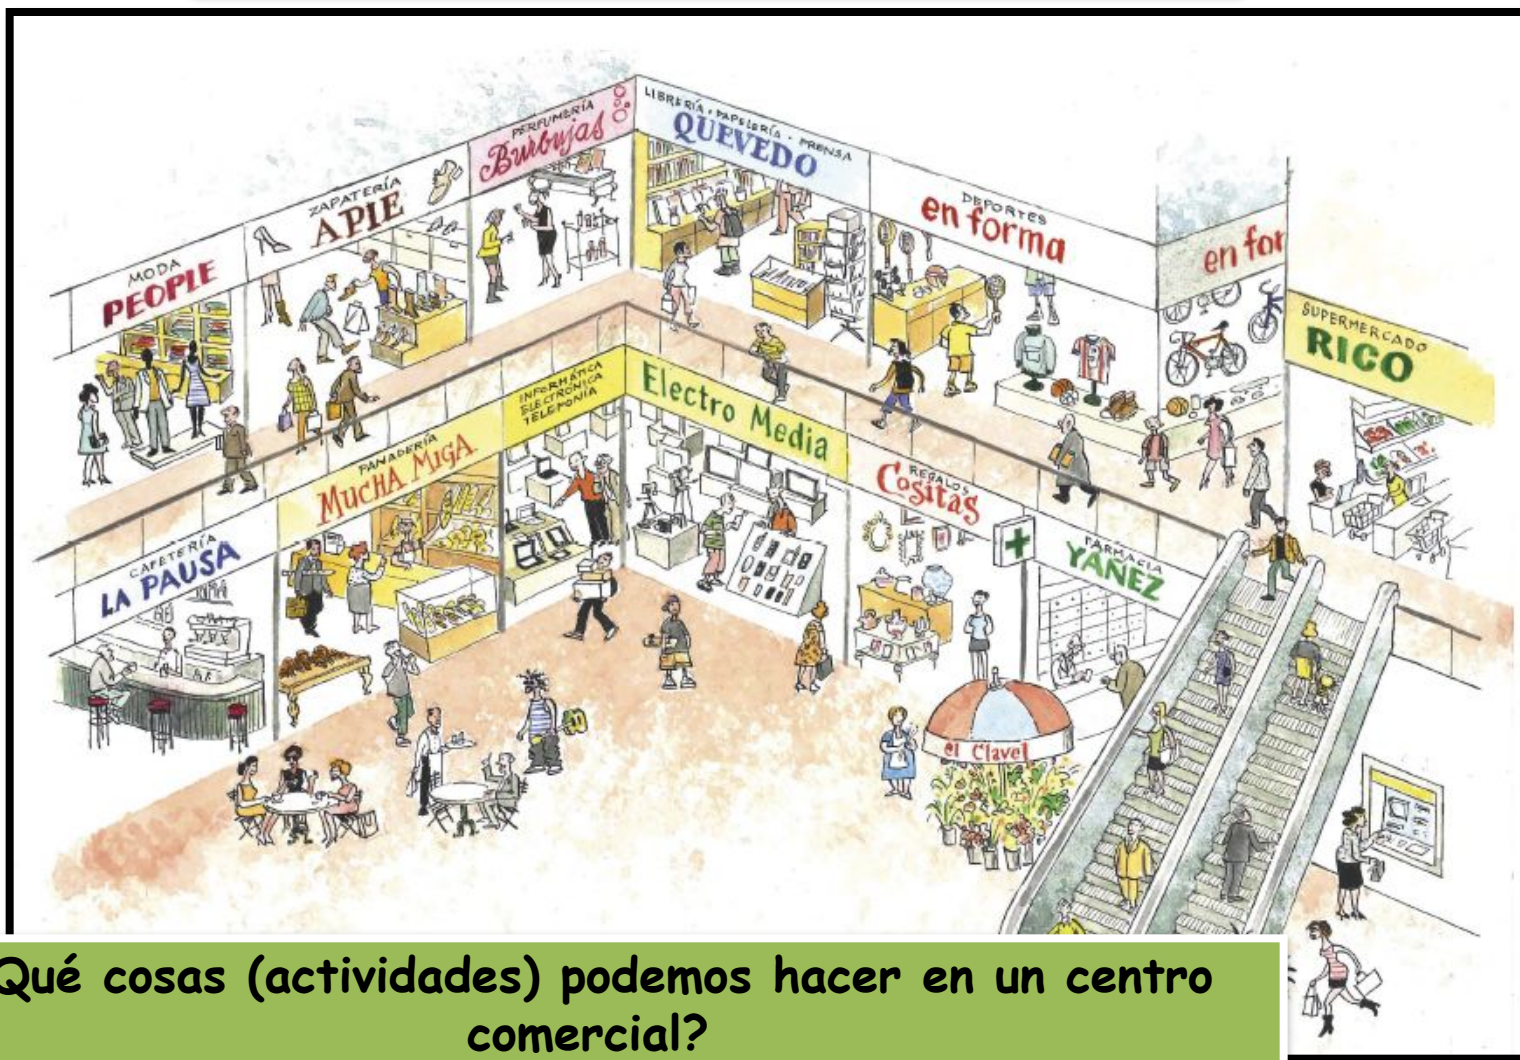 LIBRERÍA · PAPELERÍA · PRENSA
QUEVEDO
PERFUMERÍA
Burbujas
ZAPATERÍA
APIE
MODA
PEOPLE
DEPORTES
en forma
en for
SUPERMERCADO
RICO
INFORMÁTICA
ELECTRÓNICA
TELEFONÍA
Electro Media
PANADERÍA
MUCHA MIGA
CAFETERÍA
LA PAUSA
REGALOS
Cositas
FARMACIA
YAÑEZ
el Clavel
Qué cosas (actividades) podemos hacer en un centro
comercial?